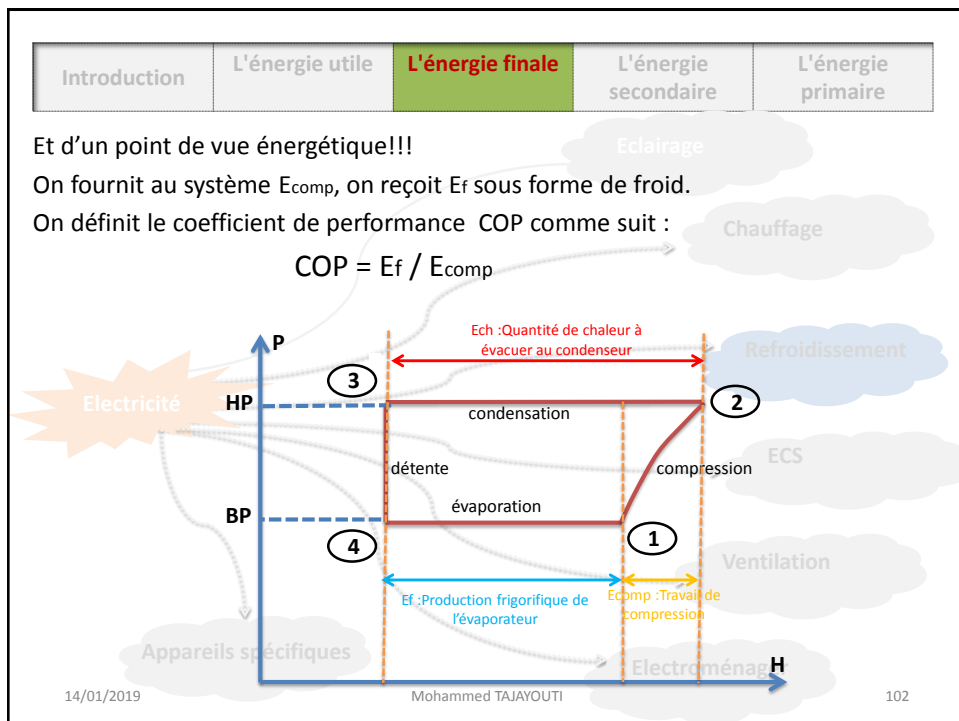 Introduction
L'énergie utile
L'énergie finale
L'énergie
secondaire
L'énergie
primaire
Et d'un point de vue énergétique!!!
On fournit au système Ecomp, on reçoit Ef sous forme de froid.
On définit le coefficient de performance COP comme suit :
COP = Ef / Ecomp
Eclairage
Chauffage
Refroidissement
ECS
Ventilation
Electroménager
Appareils spécifiques
Electricité
P
Ech :Quantité de chaleur à
évacuer au condenseur
3
2
HP
condensation
détente
compression
évaporation
BP
4
1
Ef :Production frigorifique de
l'évaporateur
Ecomp :Travail de
compression
H
14/01/2019
Mohammed TAJAYOUTI
102